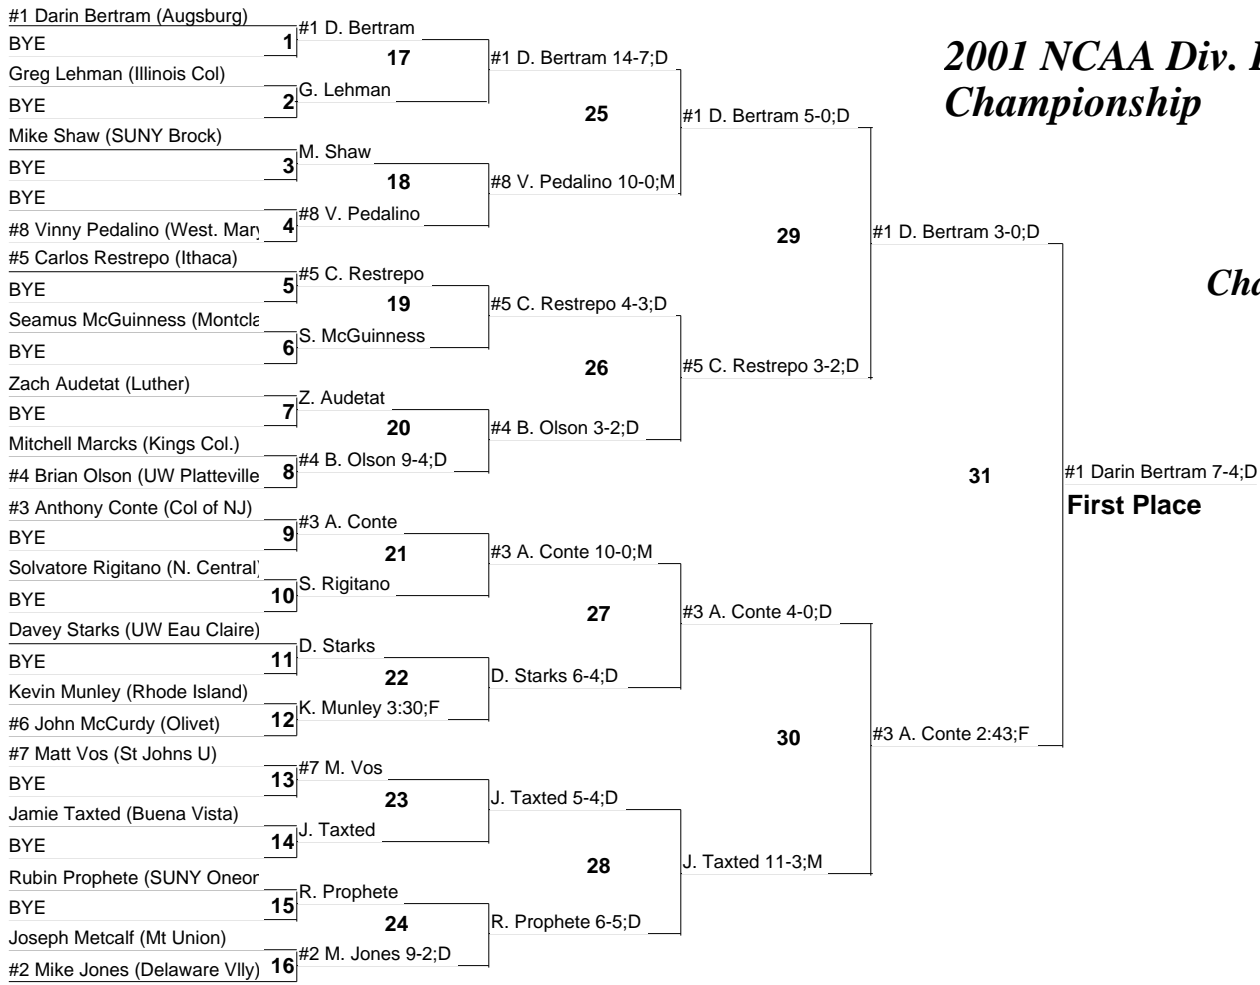 #1 Darin Bertram (Augsburg)
BYE
1
Greg Lehman (Illinois Col)
BYE
2
Mike Shaw (SUNY Brock)
BYE
3
BYE
#8 Vinny Pedalino (West. Mary
4
#5 Carlos Restrepo (Ithaca)
BYE
5
Seamus McGuinness (Montcla
BYE
6
Zach Audetat (Luther)
BYE
7
Mitchell Marcks (Kings Col.)
#4 Brian Olson (UW Platteville
8
#3 Anthony Conte (Col of NJ)
BYE
9
Solvatore Rigitano (N. Central)
BYE
10
Davey Starks (UW Eau Claire)
BYE
11
Kevin Munley (Rhode Island)
#6 John McCurdy (Olivet)
12
#7 Matt Vos (St Johns U)
BYE
13
Jamie Taxted (Buena Vista)
BYE
14
Rubin Prophete (SUNY Oneon
BYE
15
Joseph Metcalf (Mt Union)
#2 Mike Jones (Delaware Vlly)
16
#1 D. Bertram
17
G. Lehman
M. Shaw
18
#8 V. Pedalino
#5 C. Restrepo
19
S. McGuinness
Z. Audetat
20
#4 B. Olson 9-4;D
#3 A. Conte
21
S. Rigitano
D. Starks
22
K. Munley 3:30;F
#7 M. Vos
23
J. Taxted
R. Prophete
24
#2 M. Jones 9-2;D
#1 D. Bertram 14-7;D
25
#8 V. Pedalino 10-0;M
#5 C. Restrepo 4-3;D
26
#4 B. Olson 3-2;D
#3 A. Conte 10-0;M
27
D. Starks 6-4;D
J. Taxted 5-4;D
28
R. Prophete 6-5;D
#1 D. Bertram 5-0;D
29
#5 C. Restrepo 3-2;D
#3 A. Conte 4-0;D
30
J. Taxted 11-3;M
#1 D. Bertram 3-0;D
31
#3 A. Conte 2:43;F
#1 Darin Bertram 7-4;D
First Place
2001 NCAA Div. I
Championship
Cha